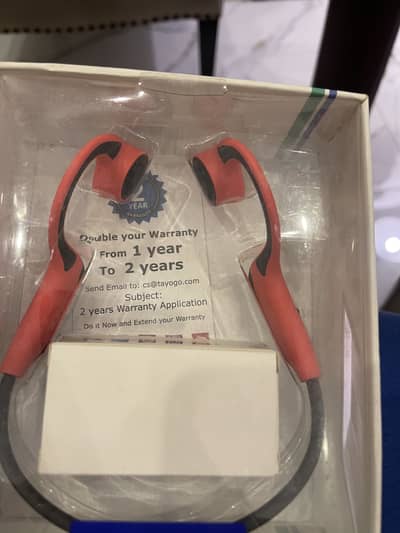 2
YEAR
Double your Warranty
From 1 year
To 2 years
Send Email to: cs@tayogo.com
Subject:
2 years Warranty Application
Do it Now and Extend your Warranty